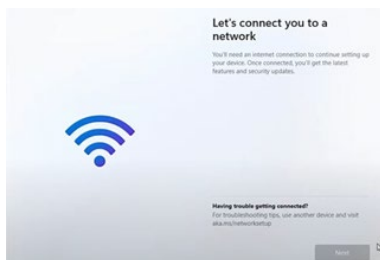 Let's connect you to a
network
You'll need an internet connection to continue setting up
your device. Once connected, you'll get the latest
features and security updates.
Having trouble getting connected?
For troubleshooting tips, use another device and visit
aka.ms/networksetup
Next